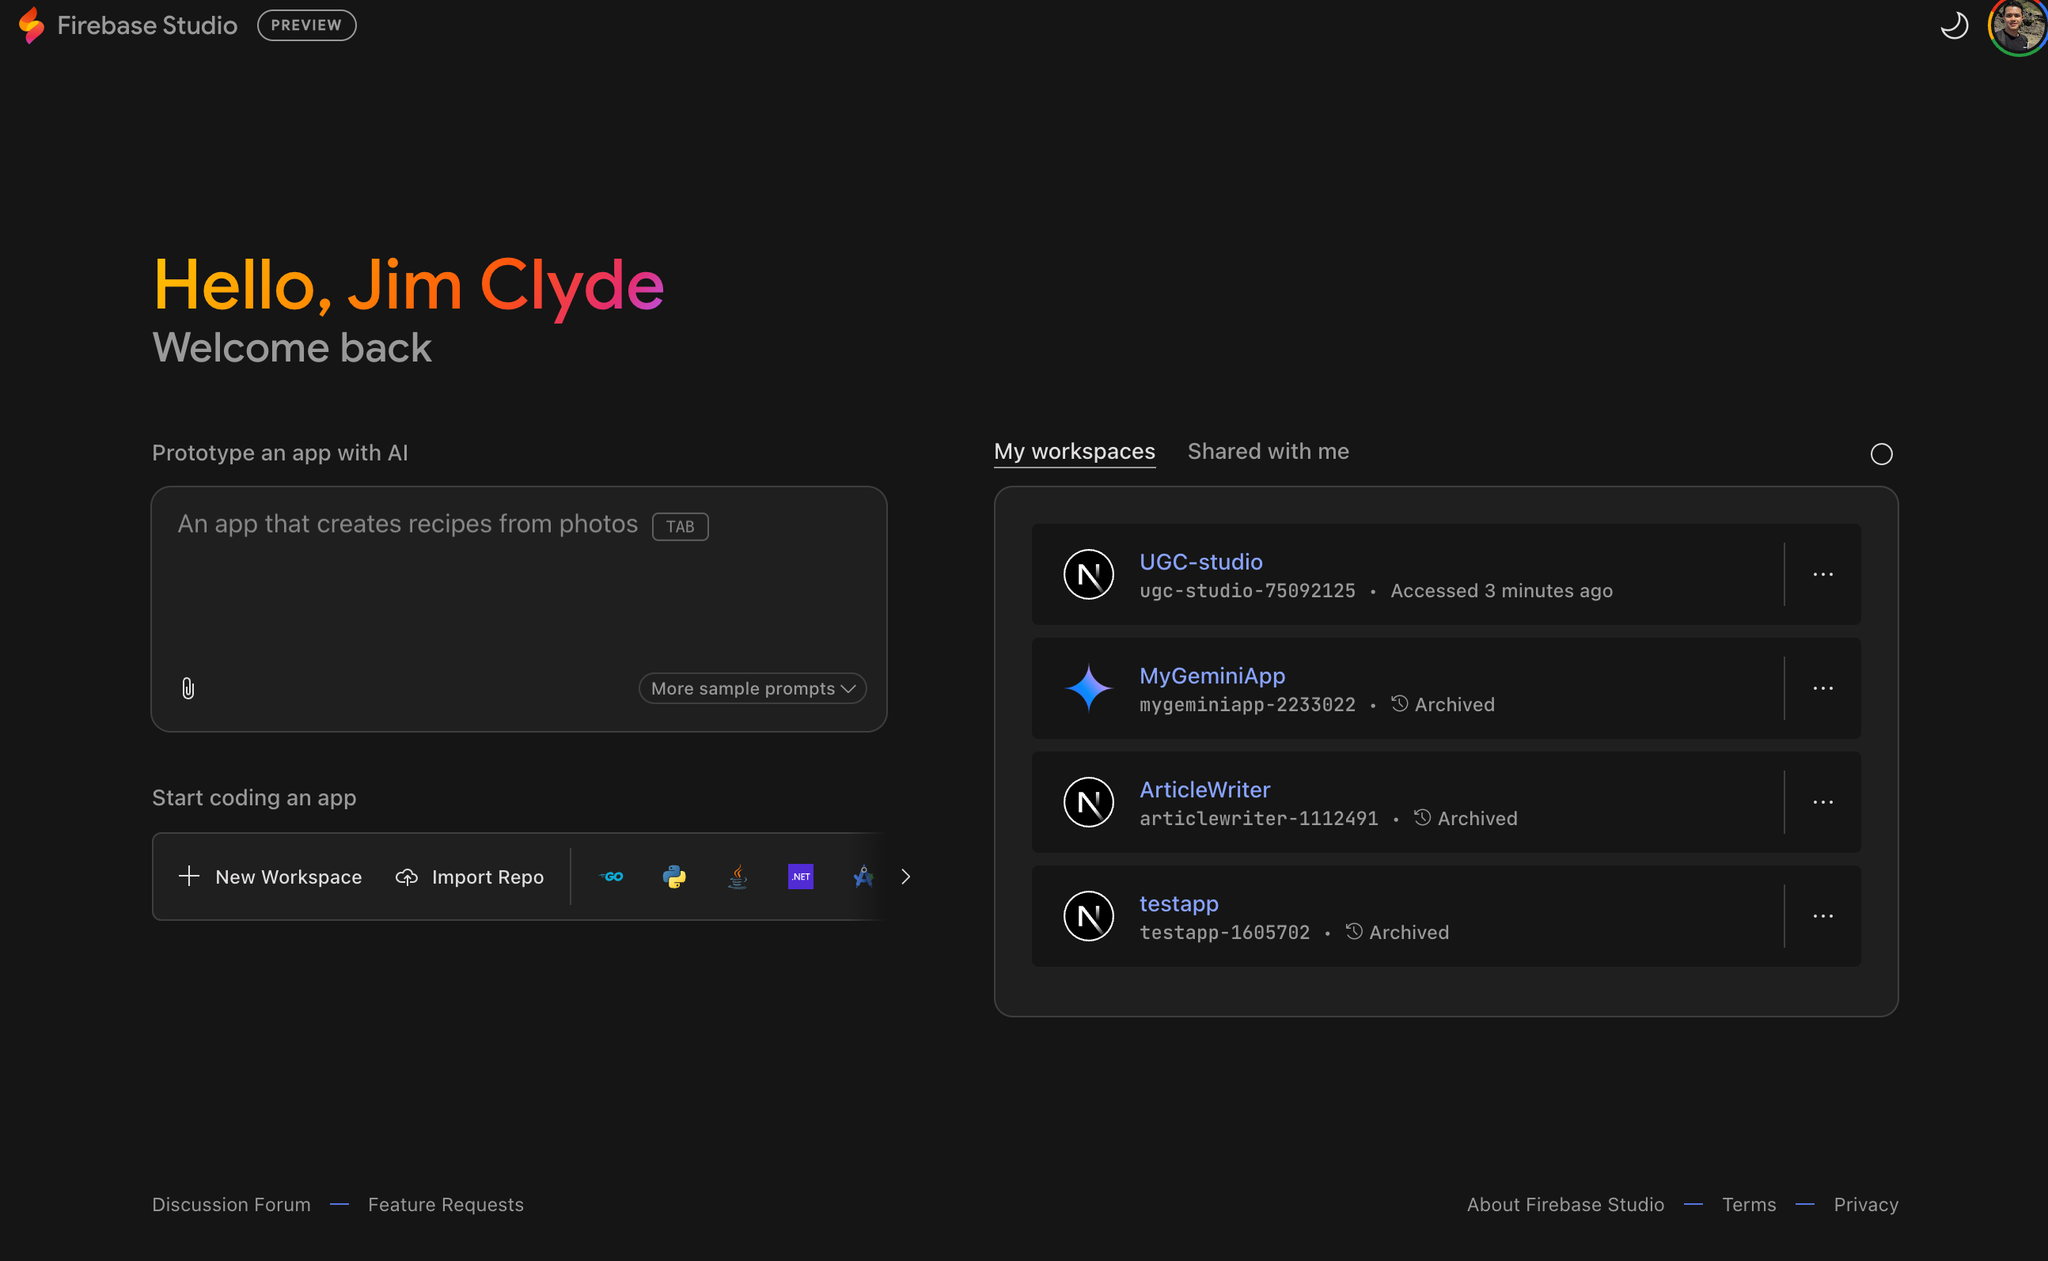 Firebase Studio PREVIEW
Hello, Jim Clyde
Welcome back
Prototype an app with AI
An app that creates recipes from photos TAB
More sample prompts
Start coding an app
New Workspace Import Repo GO .NET
My workspaces Shared with me
UGC-studio
ugc-studio-75092125 • Accessed 3 minutes ago
MyGeminiApp
mygeminiapp-2233022 • Archived
ArticleWriter
articlewriter-1112491 • Archived
testapp
testapp-1605702 • Archived
Discussion Forum — Feature Requests
About Firebase Studio — Terms — Privacy